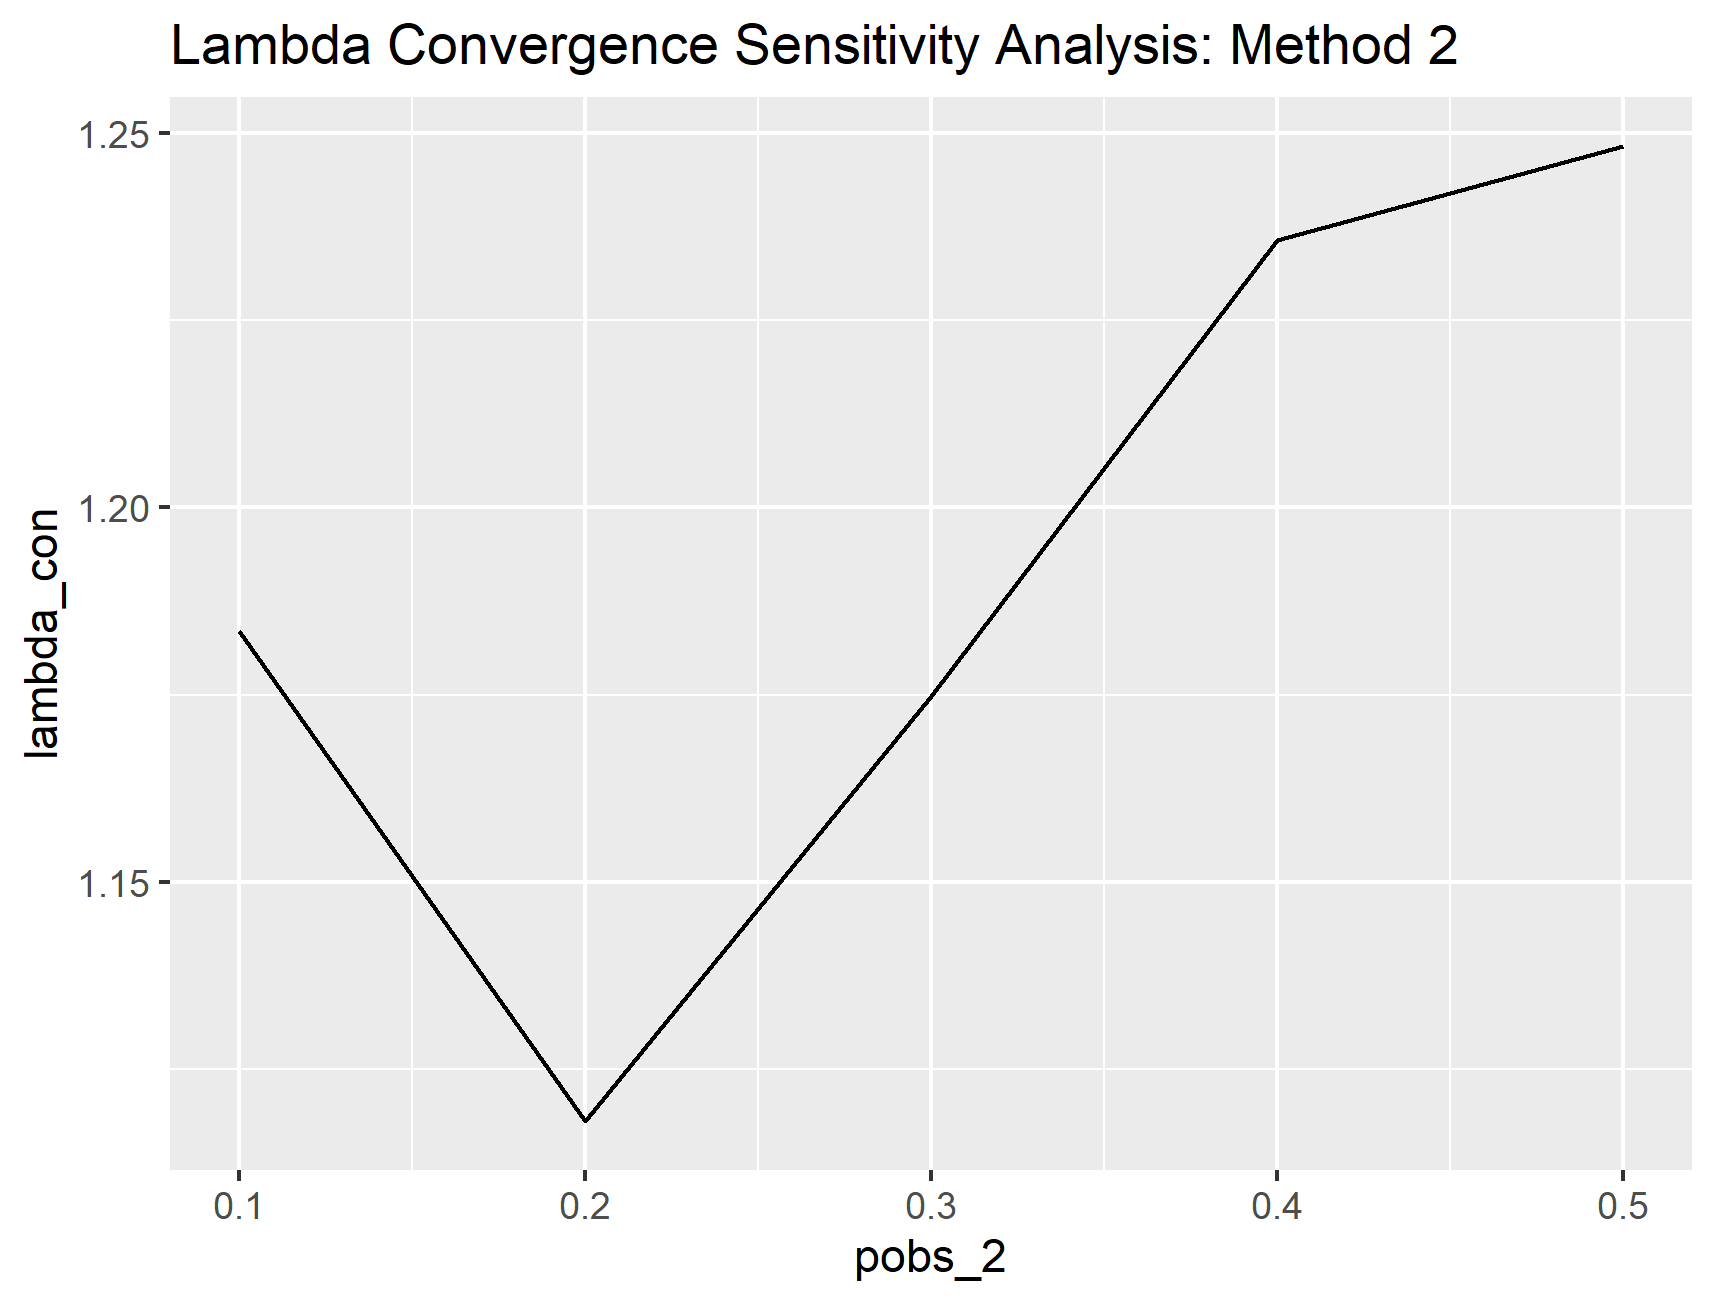 Lambda Convergence Sensitivity Analysis: Method 2
1.25
1.20
1.15
lambda_con
0.1 0.2 0.3 0.4 0.5
pobs_2